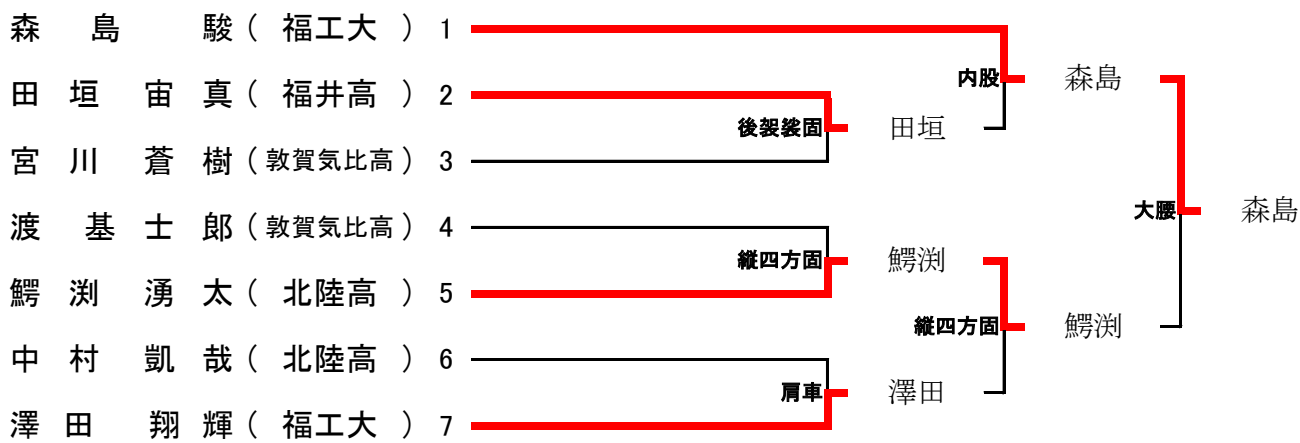 森 島 駿 ( 福工大 ) 1
内股 森島
田 垣 宙 真 ( 福井高 ) 2
後袈裟固 田垣
宮 川 蒼 樹 ( 敦賀気比高 ) 3
大腰 森島
渡 基 士 郎 ( 敦賀気比高 ) 4
縦四方固 鰐渕
鰐 渕 湧 太 ( 北陸高 ) 5
縦四方固 鰐渕
中 村 凱 哉 ( 北陸高 ) 6
肩車 澤田
澤 田 翔 輝 ( 福工大 ) 7